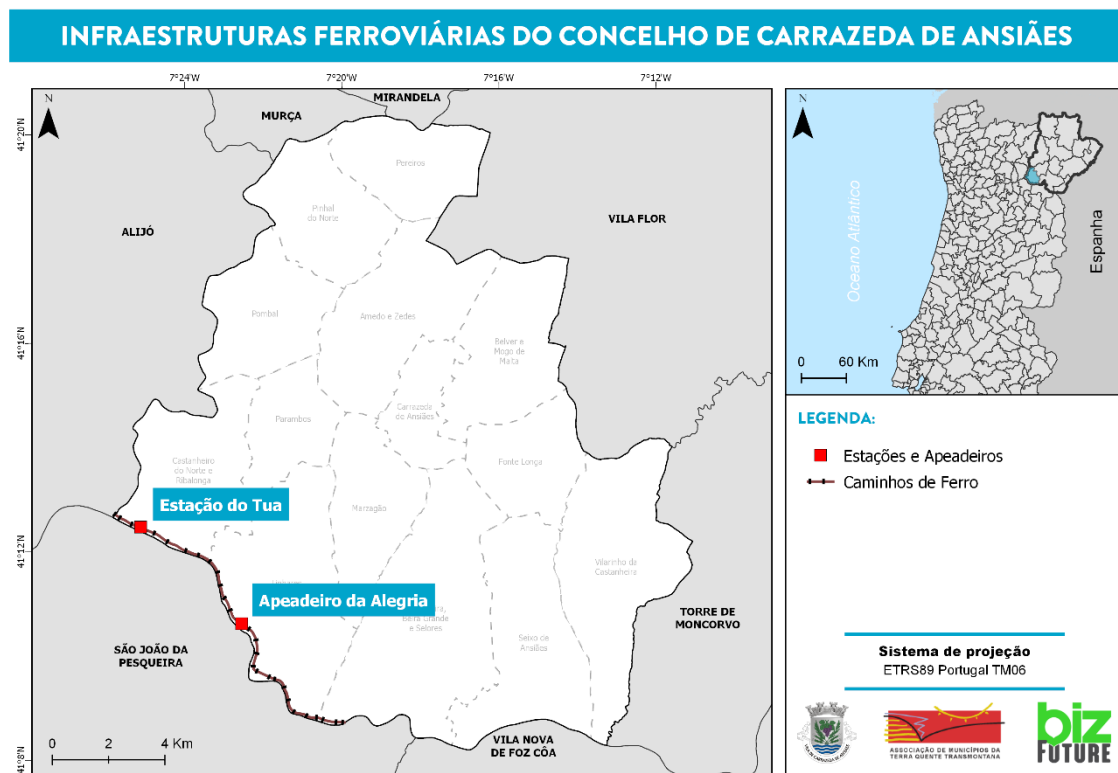 INFRAESTRUTURAS FERROVIÁRIAS DO CONCELHO DE CARRAZEDA DE ANSIÃES
7°24'W
7°20'W
7°16'W
7°12'W
41°20'N
41°16'N
41°12'N
41°8'N
N
MIRANDELA
MURÇA
ALIJÓ
VILA FLOR
Pereiros
Pinhal
do Norte
Pombal
Amedo e Zedes
Belver e
Mogo de
Malta
Parambos
Carrazeda
de Ansiães
Castanheiro
do Norte e
Ribalonga
Fonte Longa
Estação do Tua
Marzagão
Vilarinho da
Castanheira
Apeadeiro da Alegria
Beira Grande
e Selores
Seixo de
Ansiães
TORRE DE
MONCORVO
SÃO JOÃO DA
PESQUEIRA
VILA NOVA
DE FOZ CÔA
0 2 4 Km
N
Oceano Atlântico
Espanha
0 60 Km
LEGENDA:
Estações e Apeadeiros
Caminhos de Ferro
Sistema de projeção
ETRS89 Portugal TM06
ASSOCIAÇÃO DE MUNICÍPIOS DA
TERRA QUENTE TRANSMONTANA
biz
FUTURE